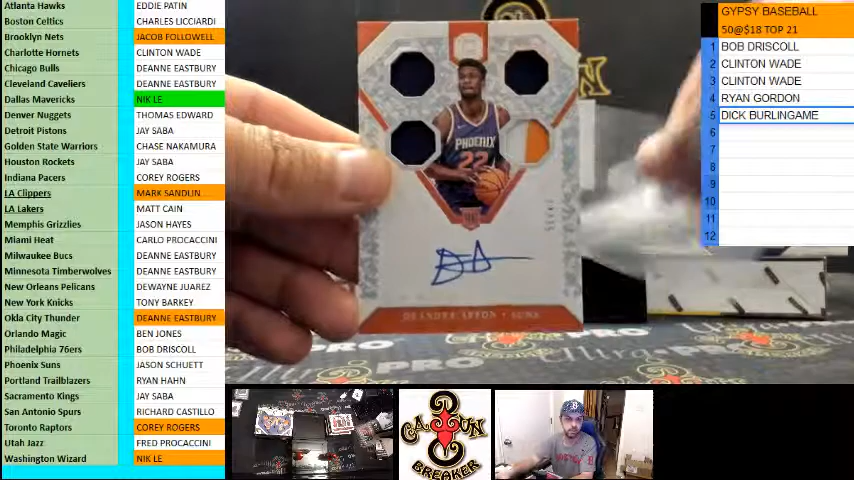 Atlanta Hawks EDDIE PATIN
Boston Celtics CHARLES LICCIARDI
Brooklyn Nets JACOB FOLLOWELL
Charlotte Hornets CLINTON WADE
Chicago Bulls DEANNE EASTBURY
Cleveland Cavaliers DEANNE EASTBURY
Dallas Mavericks NIK LE
Denver Nuggets THOMAS EDWARD
Detroit Pistons JAY SABA
Golden State Warriors CHASE NAKAMURA
Houston Rockets JAY SABA
Indiana Pacers COREY ROGERS
LA Clippers MARK SANDLIN
LA Lakers MATT CAIN
Memphis Grizzlies JASON HAYES
Miami Heat CARLO PROCACCINI
Milwaukee Bucs DEANNE EASTBURY
Minnesota Timberwolves DEANNE EASTBURY
New Orleans Pelicans DEWAYNE JUAREZ
New York Knicks TONY BARKEY
Okla City Thunder DEANNE EASTBURY
Orlando Magic BEN JONES
Philadelphia 76ers BOB DRISCOLL
Phoenix Suns JASON SCHUETT
Portland Trailblazers RYAN HAHN
Sacramento Kings JAY SABA
San Antonio Spurs RICHARD CASTILLO
Toronto Raptors COREY ROGERS
Utah Jazz FRED PROCACCINI
Washington Wizard NIK LE
GYPSY BASEBALL
50@$18 TOP 21
1 BOB DRISCOLL
2 CLINTON WADE
3 CLINTON WADE
4 RYAN GORDON
5 DICK BURLINGAME
6
7
8
9
10
11
12
PHOENIX
22
DEANDRE AYTON • SUNS
PRO
PRO
CAJUN
BREAKER